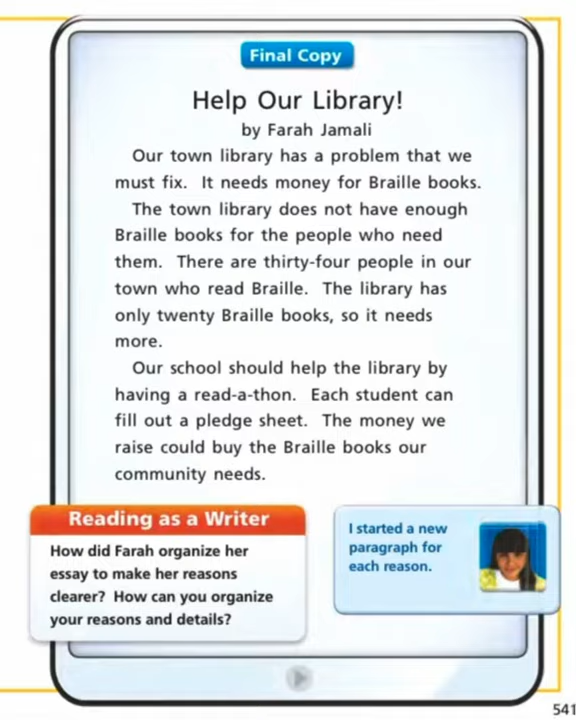 Final Copy
Help Our Library!
by Farah Jamali
Our town library has a problem that we
must fix. It needs money for Braille books.
The town library does not have enough
Braille books for the people who need
them. There are thirty-four people in our
town who read Braille. The library has
only twenty Braille books, so it needs
more.
Our school should help the library by
having a read-a-thon. Each student can
fill out a pledge sheet. The money we
raise could buy the Braille books our
community needs.
Reading as a Writer
How did Farah organize her
essay to make her reasons
clearer? How can you organize
your reasons and details?
I started a new
paragraph for
each reason.
541